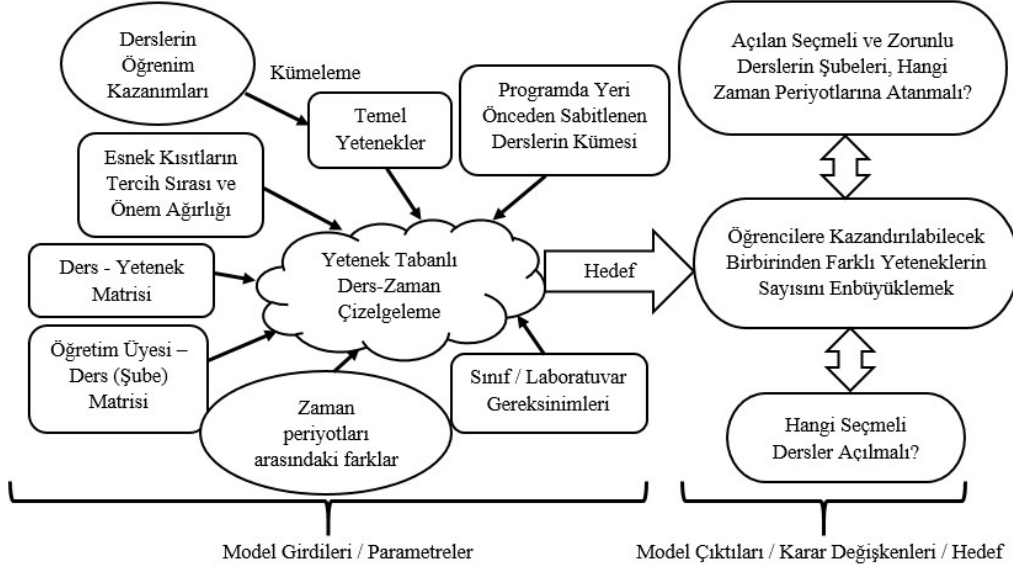 Derslerin
Öğrenim
Kazanımları
Kümeleme
Temel
Yetenekler
Programda Yeri
Önceden Sabitlenen
Derslerin Kümesi
Esnek Kısıtların
Tercih Sırası ve
Önem Ağırlığı
Ders - Yetenek
Matrisi
Öğretim Üyesi –
Ders (Şube)
Matrisi
Yetenek Tabanlı
Ders-Zaman
Çizelgeleme
Zaman
periyotları
arasındaki farklar
Sınıf / Laboratuvar
Gereksinimleri
Hedef
Açılan Seçmeli ve Zorunlu
Derslerin Şubeleri, Hangi
Zaman Periyotlarına Atanmalı?
Öğrencilere Kazandırılabilecek
Birbirinden Farklı Yeteneklerin
Sayısını Enbüyüklemek
Hangi Seçmeli
Dersler Açılmalı?
Model Girdileri / Parametreler
Model Çıktıları / Karar Değişkenleri / Hedef